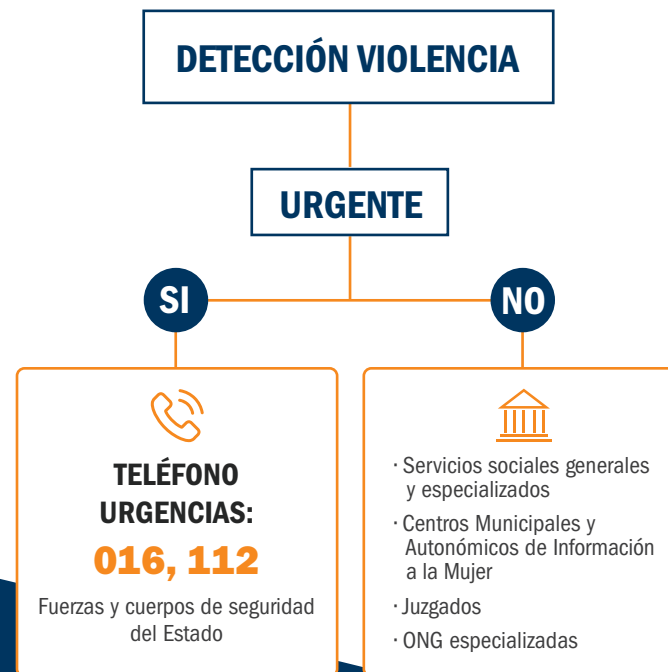 DETECCIÓN VIOLENCIA
URGENTE
SI
NO
TELÉFONO
URGENCIAS:
016, 112
Fuerzas y cuerpos de seguridad
del Estado
· Servicios sociales generales
y especializados
· Centros Municipales y
Autonómicos de Información
a la Mujer
· Juzgados
· ONG especializadas